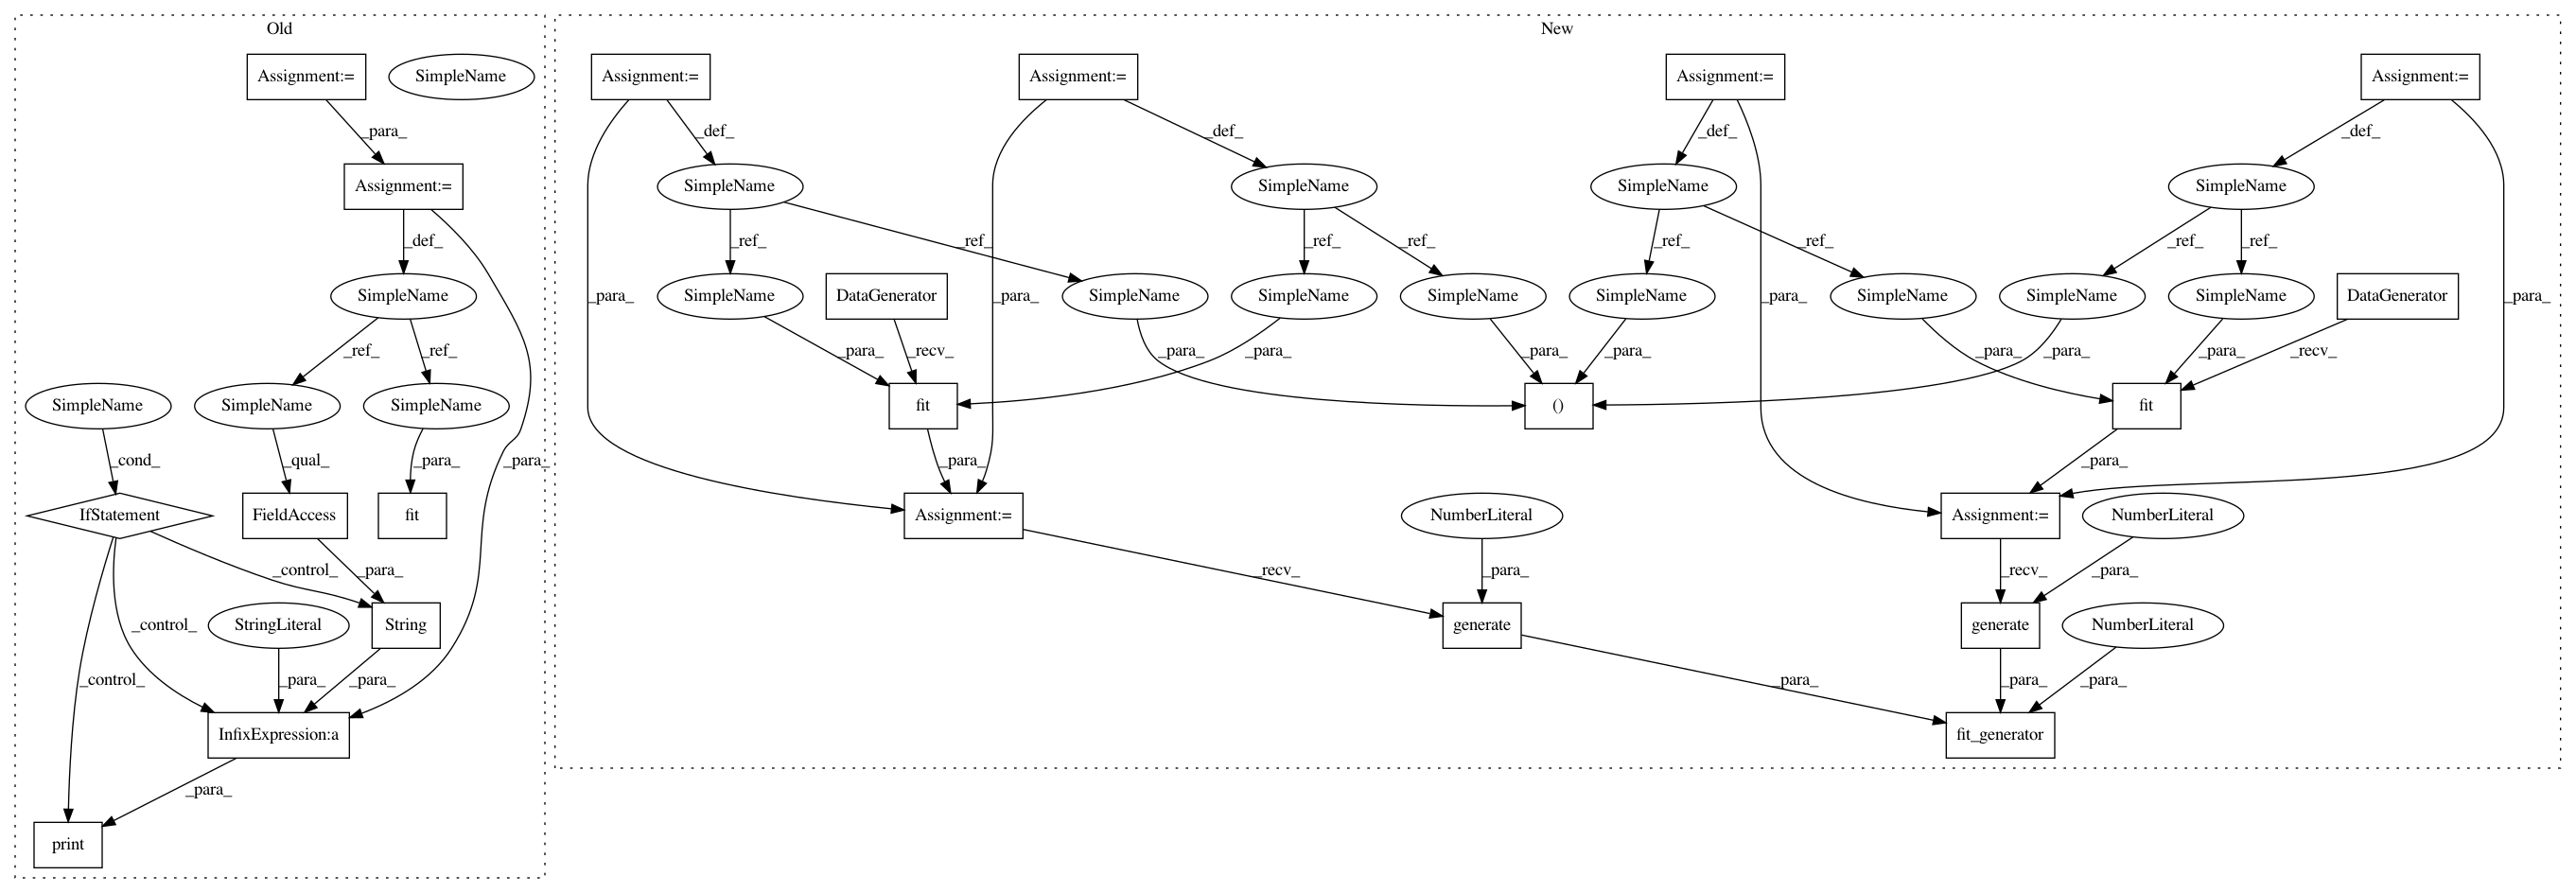 Old
New
Assignment:=
SimpleName
Assignment:=
Assignment:=
Assignment:=
Assignment:=
_para_
_def_
_def_
_def_
_def_
Assignment:=
SimpleName
SimpleName
SimpleName
SimpleName
_def_
_ref_
_ref_
_ref_
_ref_
_ref_
_ref_
_ref_
_ref_
SimpleName
SimpleName
DataGenerator
SimpleName
SimpleName
SimpleName
SimpleName
SimpleName
SimpleName
SimpleName
DataGenerator
_para_
_para_
_para_
_para_
_ref_
_ref_
_para_
_recv_
_para_
_para_
_para_
_para_
_para_
_para_
_para_
_recv_
SimpleName
SimpleName
SimpleName
fit
()
fit
_cond_
_qual_
_para_
_para_
_para_
_para_
IfStatement
FieldAccess
fit
Assignment:=
NumberLiteral
Assignment:=
NumberLiteral
_control_
_para_
_recv_
_para_
_recv_
_para_
_control_
StringLiteral
String
generate
generate
NumberLiteral
_control_
_para_
_para_
_para_
_para_
_para_
InfixExpression:a
fit_generator
_para_
print